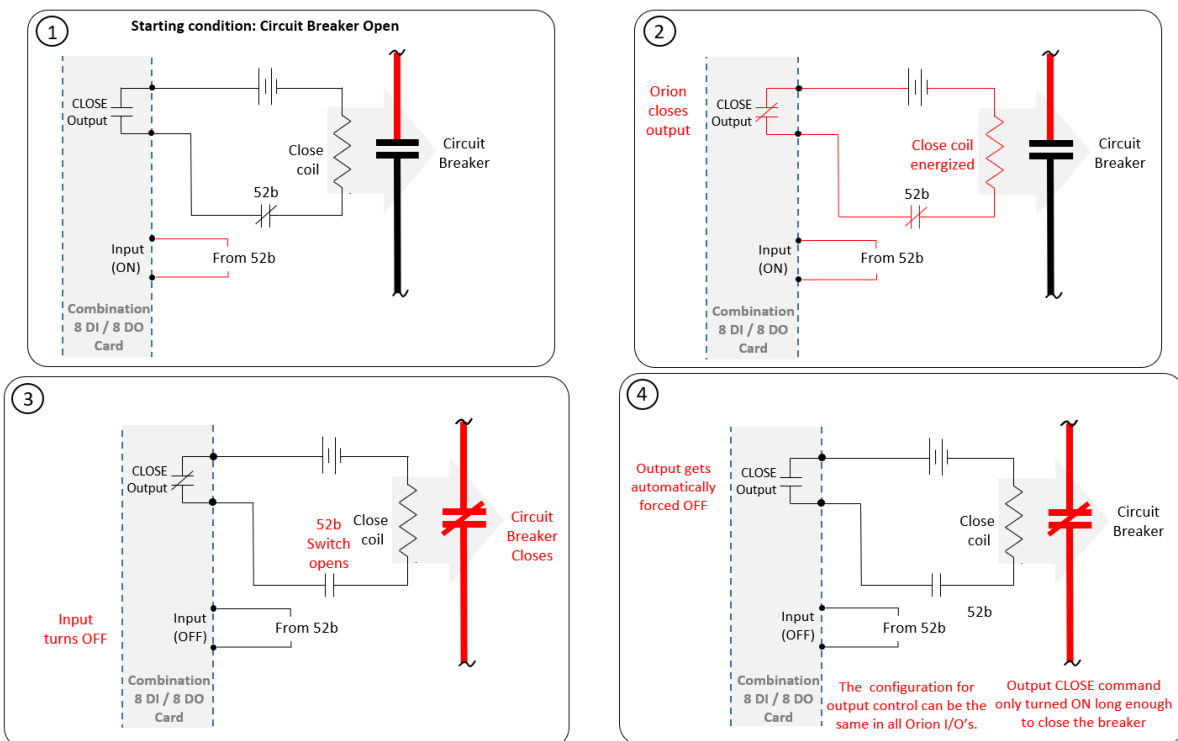 1
Starting condition: Circuit Breaker Open
CLOSE
Output
Close
coil
Circuit
Breaker
52b
Input
(ON)
From 52b
Combination
8 DI / 8 DO
Card
2
Orion
closes
output
CLOSE
Output
Close coil
energized
Circuit
Breaker
52b
Input
(ON)
From 52b
Combination
8 DI / 8 DO
Card
3
CLOSE
Output
52b
Switch
opens
Close
coil
Circuit
Breaker
Closes
Input
turns OFF
Input
(OFF)
From 52b
Combination
8 DI / 8 DO
Card
4
Output gets
automatically
forced OFF
CLOSE
Output
Close
coil
Circuit
Breaker
52b
Input
(OFF)
From 52b
Combination
8 DI / 8 DO
Card
The configuration for
output control can be the
same in all Orion I/O's.
Output CLOSE command
only turned ON long enough
to close the breaker